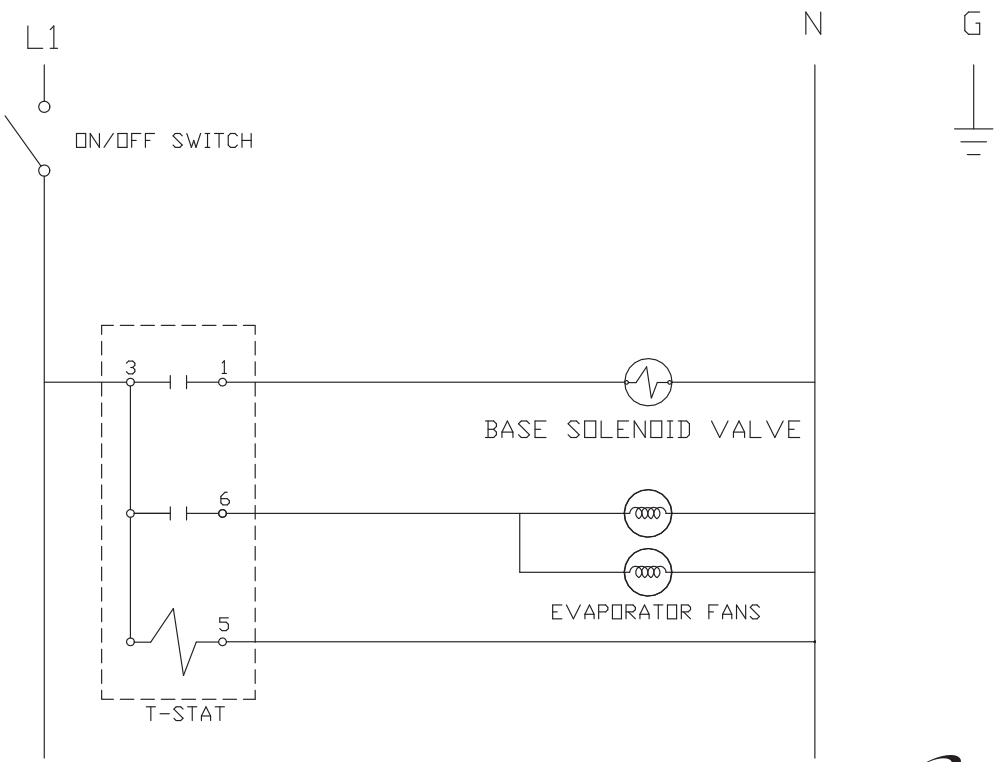 L1
N
G
ON/OFF SWITCH
3
1
BASE SOLENOID VALVE
6
EVAPORATOR FANS
5
T-STAT